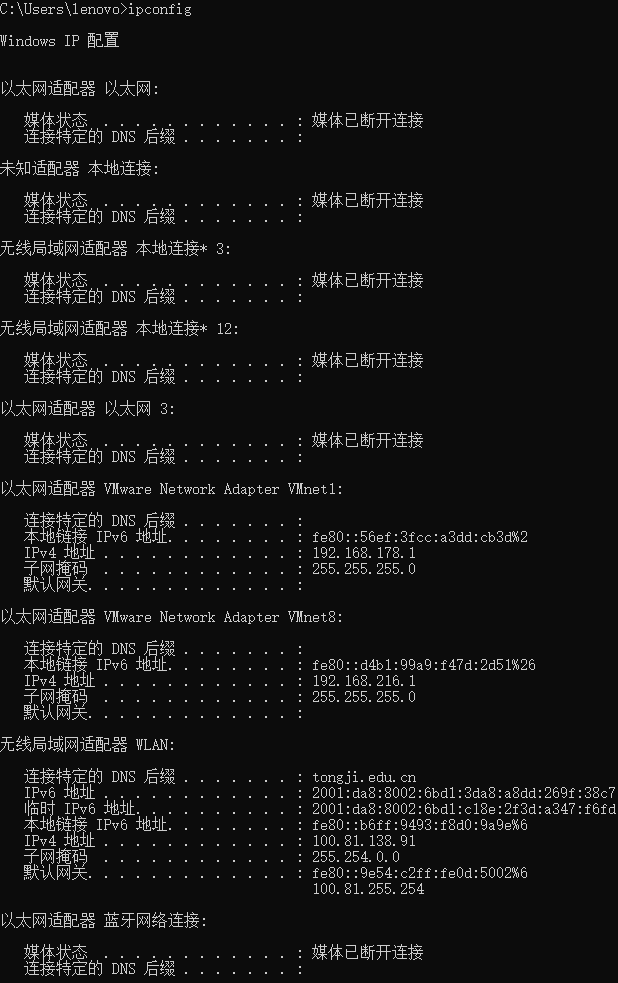 C:\Users\lenovo>ipconfig
Windows IP 配置
以太网适配器 以太网:
媒体状态 . . . . . . . . . . . . : 媒体已断开连接
连接特定的 DNS 后缀 . . . . . . . :
未知适配器 本地连接:
媒体状态 . . . . . . . . . . . . : 媒体已断开连接
连接特定的 DNS 后缀 . . . . . . . :
无线局域网适配器 本地连接* 3:
媒体状态 . . . . . . . . . . . . : 媒体已断开连接
连接特定的 DNS 后缀 . . . . . . . :
无线局域网适配器 本地连接* 12:
媒体状态 . . . . . . . . . . . . : 媒体已断开连接
连接特定的 DNS 后缀 . . . . . . . :
以太网适配器 以太网 3:
媒体状态 . . . . . . . . . . . . : 媒体已断开连接
连接特定的 DNS 后缀 . . . . . . . :
以太网适配器 VMware Network Adapter VMnet1:
连接特定的 DNS 后缀 . . . . . . . :
本地链接 IPv6 地址. . . . . . . . : fe80::56ef:3fcc:a3dd:cb3d%2
IPv4 地址 . . . . . . . . . . . . : 192.168.178.1
子网掩码 . . . . . . . . . . . . : 255.255.255.0
默认网关. . . . . . . . . . . . . :
以太网适配器 VMware Network Adapter VMnet8:
连接特定的 DNS 后缀 . . . . . . . :
本地链接 IPv6 地址. . . . . . . . : fe80::d4b1:99a9:f47d:2d51%26
IPv4 地址 . . . . . . . . . . . . : 192.168.216.1
子网掩码 . . . . . . . . . . . . : 255.255.255.0
默认网关. . . . . . . . . . . . . :
无线局域网适配器 WLAN:
连接特定的 DNS 后缀 . . . . . . . : tongji.edu.cn
IPv6 地址 . . . . . . . . . . . . : 2001:da8:8002:6bd1:3da8:a8dd:269f:38c7
临时 IPv6 地址. . . . . . . . . . : 2001:da8:8002:6bd1:c18e:2f3d:a347:f6fd
本地链接 IPv6 地址. . . . . . . . : fe80::b6ff:9493:f8d0:9a9e%6
IPv4 地址 . . . . . . . . . . . . : 100.81.138.91
子网掩码 . . . . . . . . . . . . : 255.254.0.0
默认网关. . . . . . . . . . . . . : fe80::9e54:c2ff:fe0d:5002%6
100.81.255.254
以太网适配器 蓝牙网络连接:
媒体状态 . . . . . . . . . . . . : 媒体已断开连接
连接特定的 DNS 后缀 . . . . . . . :